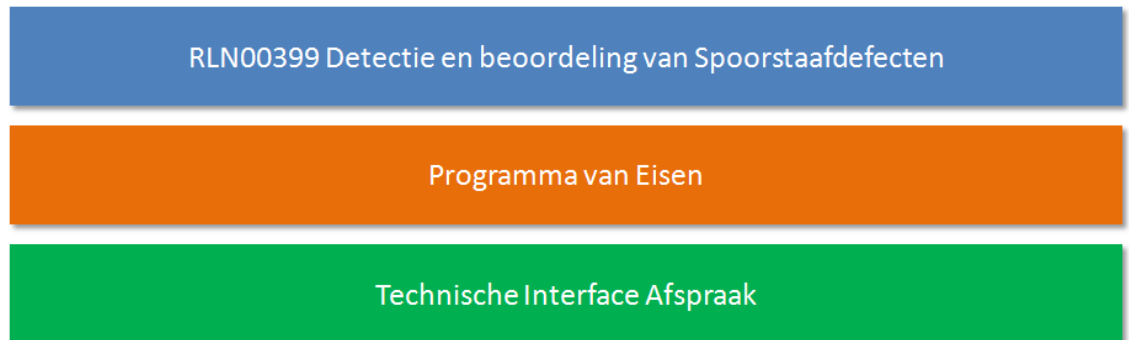 RLN00399 Detectie en beoordeling van Spoorstaafdefecten
Programma van Eisen
Technische Interface Afspraak